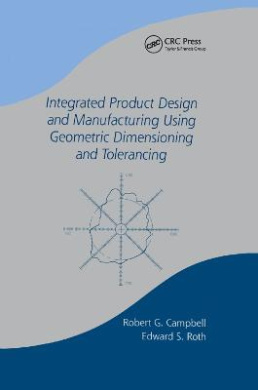 CRC
CRC Press
Taylor & Francis Group
Integrated Product Design
and Manufacturing Using
Geometric Dimensioning
and Tolerancing
Robert G. Campbell
Edward S. Roth